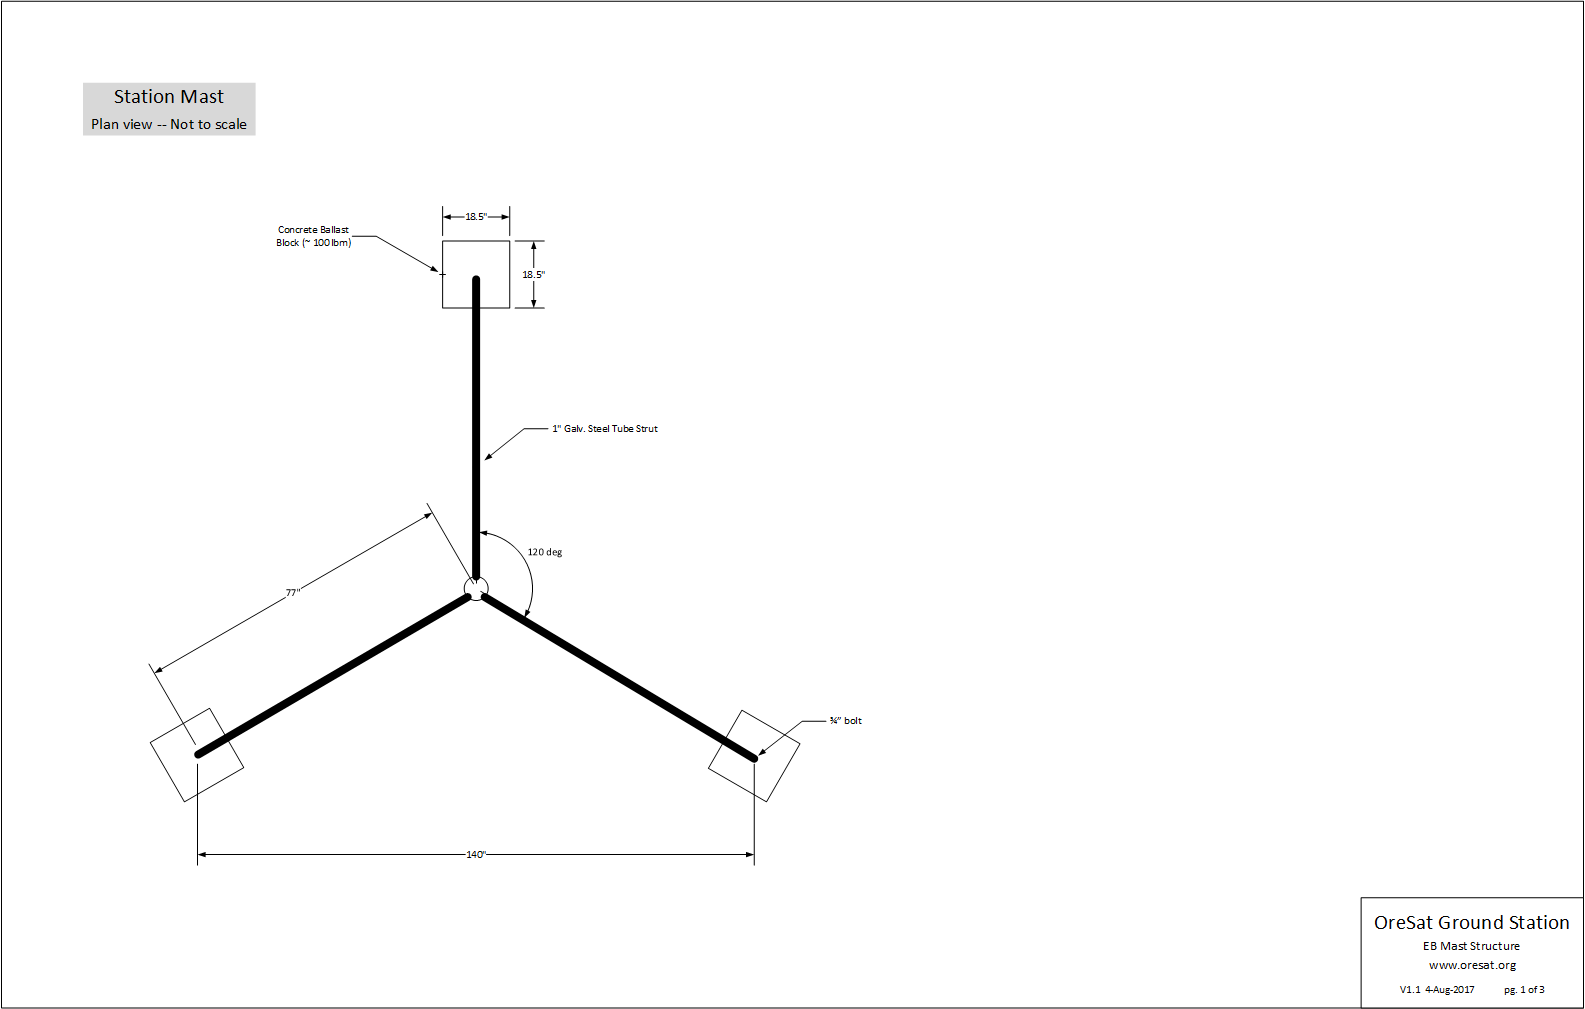 Station Mast
Plan view -- Not to scale
18.5"
Concrete Ballast
Block (~ 100 lbm)
18.5"
1" Galv. Steel Tube Strut
120 deg
77"
¾" bolt
140"
OreSat Ground Station
EB Mast Structure
www.oresat.org
V1.1 4-Aug-2017 pg. 1 of 3